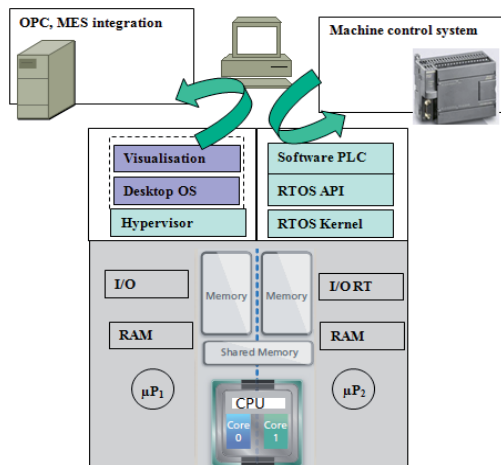 OPC, MES integration
Machine control system
Visualisation
Software PLC
Desktop OS
RTOS API
Hypervisor
RTOS Kernel
I/O
Memory
Memory
I/O RT
RAM
RAM
Shared Memory
µP1
µP2
CPU
Core
0
Core
1